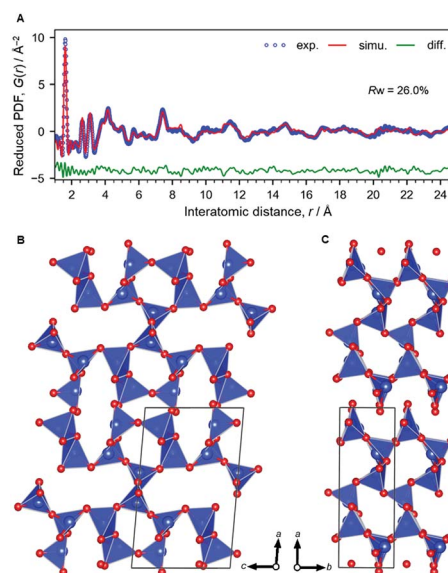 A
Reduced PDF, G(r) / Å⁻²
10
5
0
−5
exp. simu. diff.
Rw = 26.0%
2 4 6 8 10 12 14 16 18 20 22 24
Interatomic distance, r / Å
B
C
a a
c b